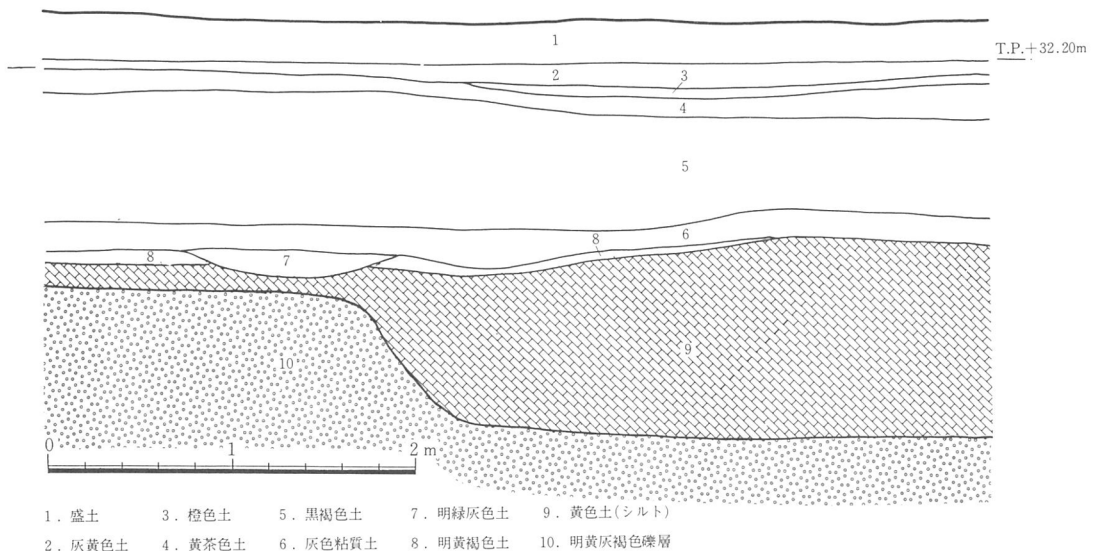 1
T.P.+32.20m
2
3
4
5
6
8
8
7
9
10
0 1 2 m
1. 盛土 3. 橙色土 5. 黒褐色土 7. 明緑灰色土 9. 黄色土(シルト)
2. 灰黄色土 4. 黄茶色土 6. 灰色粘質土 8. 明黄褐色土 10. 明黄灰褐色礫層